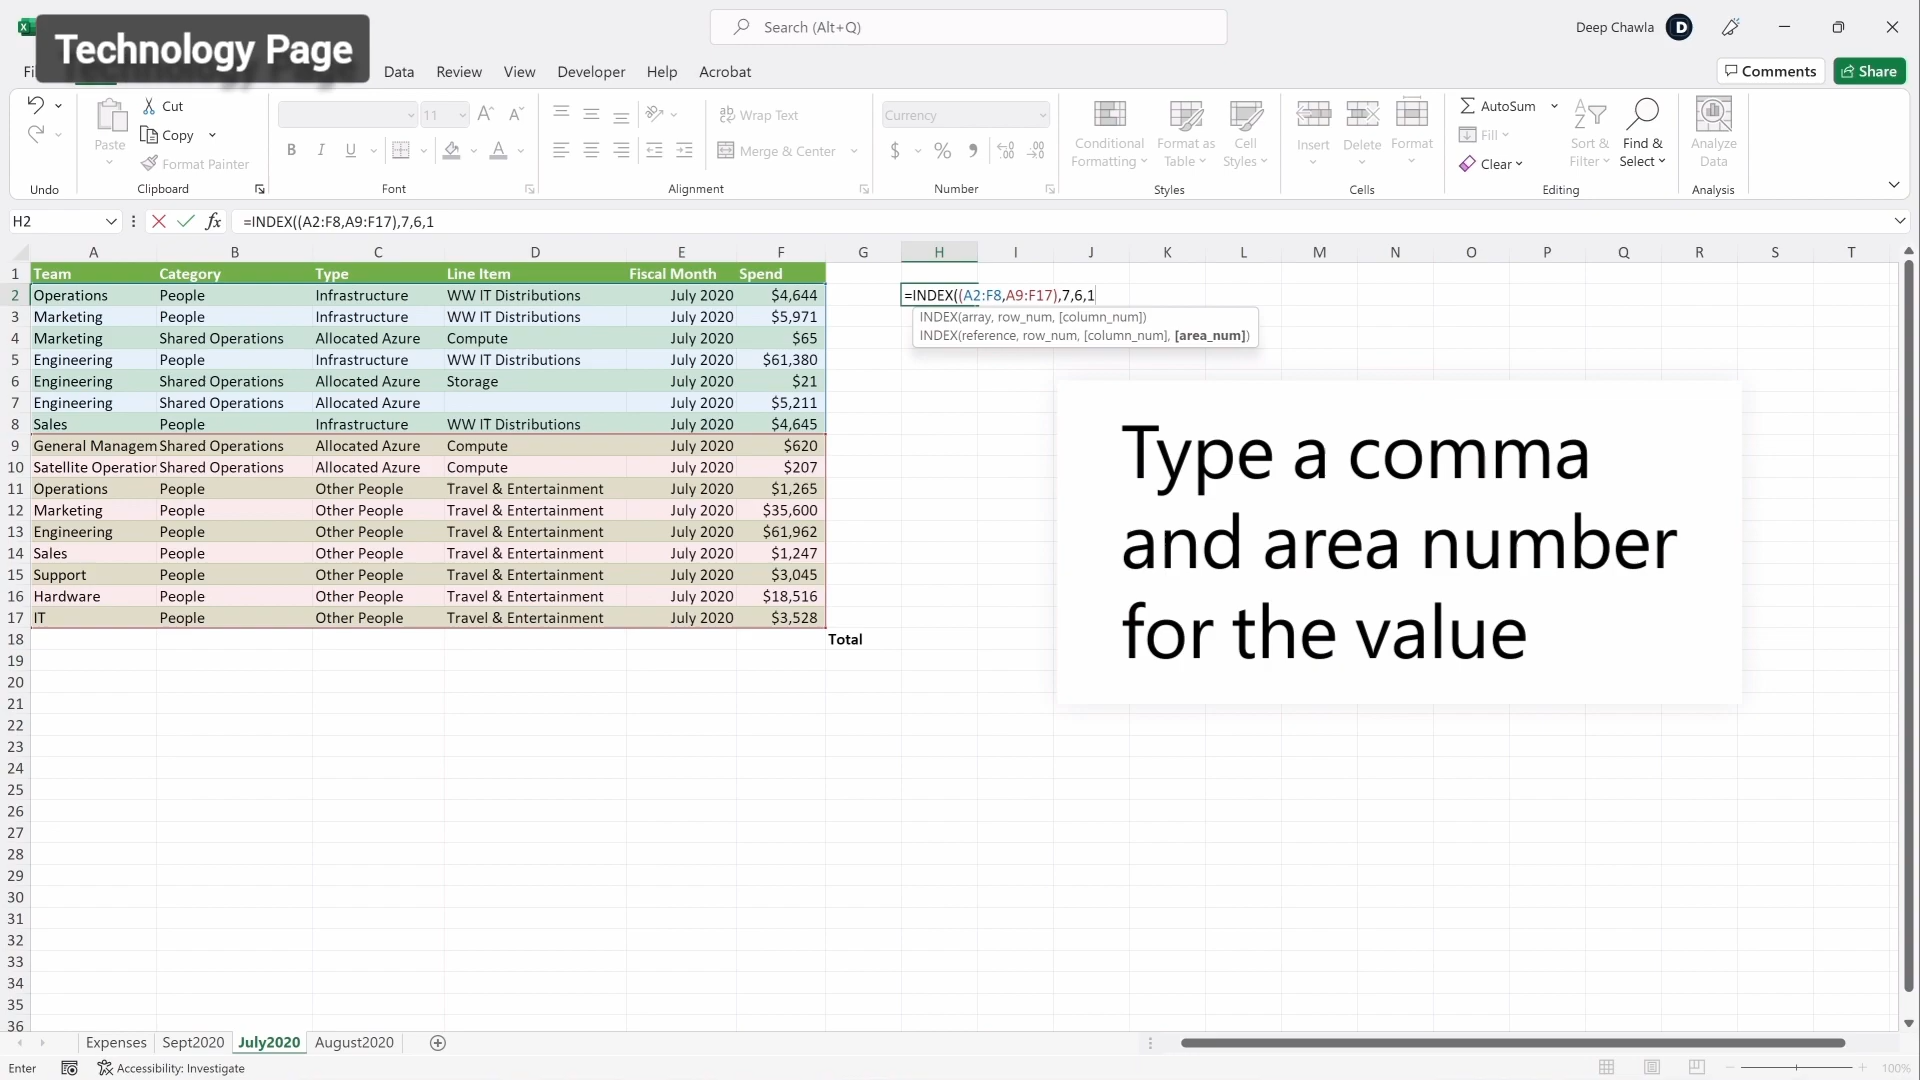 Technology Page
Search (Alt+Q)
Deep Chawla
D
Fi
Data
Review
View
Developer
Help
Acrobat
Comments
Share
Cut
Copy
Format Painter
Paste
Undo
Clipboard
11
B I U
Font
Wrap Text
Merge & Center
Alignment
Currency
$ % 9
Number
Conditional Formatting
Format as Table
Cell Styles
Styles
Insert
Delete
Format
Cells
AutoSum
Fill
Clear
Sort & Filter
Find & Select
Editing
Analyze Data
Analysis
H2
fx
=INDEX((A2:F8,A9:F17),7,6,1
A B C D E F G H I J K L M N O P Q R S T
1 Team Category Type Line Item Fiscal Month Spend
2 Operations People Infrastructure WW IT Distributions July 2020 $4,644
=INDEX((A2:F8,A9:F17),7,6,1
3 Marketing People Infrastructure WW IT Distributions July 2020 $5,971
INDEX(array, row_num, [column_num])
4 Marketing Shared Operations Allocated Azure Compute July 2020 $65
INDEX(reference, row_num, [column_num], [area_num])
5 Engineering People Infrastructure WW IT Distributions July 2020 $61,380
6 Engineering Shared Operations Allocated Azure Storage July 2020 $21
7 Engineering Shared Operations Allocated Azure July 2020 $5,211
8 Sales People Infrastructure WW IT Distributions July 2020 $4,645
9 General Managem Shared Operations Allocated Azure Compute July 2020 $620
10 Satellite Operation Shared Operations Allocated Azure Compute July 2020 $207
11 Operations People Other People Travel & Entertainment July 2020 $1,265
12 Marketing People Other People Travel & Entertainment July 2020 $35,600
13 Engineering People Other People Travel & Entertainment July 2020 $61,962
14 Sales People Other People Travel & Entertainment July 2020 $1,247
15 Support People Other People Travel & Entertainment July 2020 $3,045
16 Hardware People Other People Travel & Entertainment July 2020 $18,516
17 IT People Other People Travel & Entertainment July 2020 $3,528
18 Total
19
20
21
22
23
24
25
26
27
28
29
30
31
32
33
34
35
36
Type a comma
and area number
for the value
Expenses
Sept2020
July2020
August2020
Enter
Accessibility: Investigate
100%